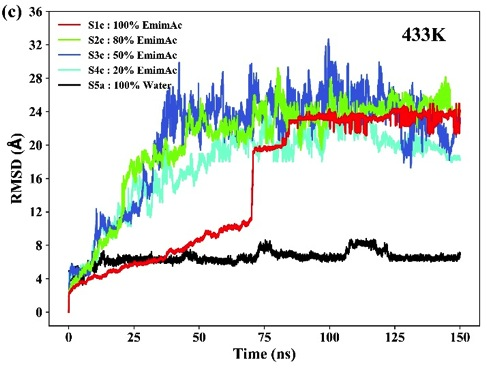 (c)
S1c : 100% EmimAc
S2c : 80% EmimAc
S3c : 50% EmimAc
S4c : 20% EmimAc
S5a : 100% Water
433K
36
32
28
24
20
16
12
8
4
0
RMSD (Å)
0 25 50 75 100 125 150
Time (ns)